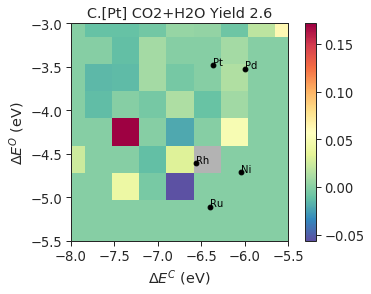 C.[Pt] CO2+H2O Yield 2.6
−3.0
−3.5
−4.0
−4.5
−5.0
−5.5
ΔE^O (eV)
Pt
Pd
Rh
Ni
Ru
−8.0 −7.5 −7.0 −6.5 −6.0 −5.5
ΔE^C (eV)
0.15
0.10
0.05
0.00
−0.05